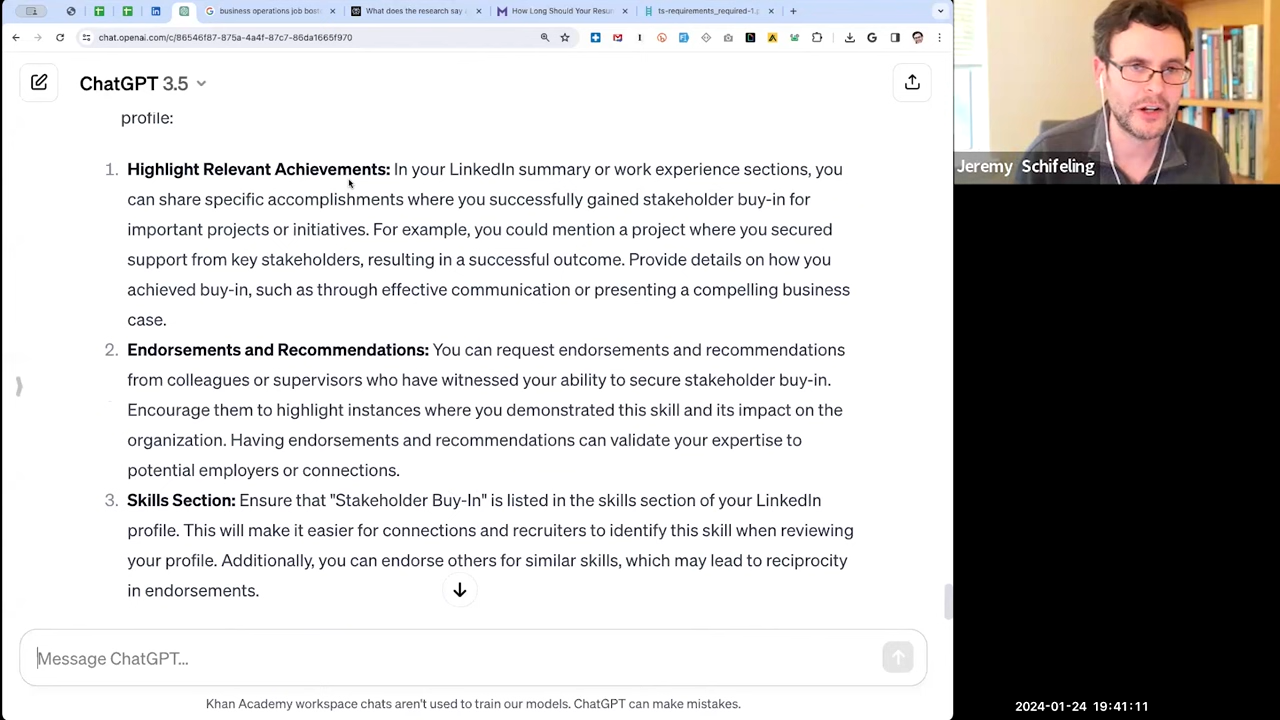 business operations job bost
What does the research say
How Long Should Your Resu
ts-requirements_required-1.p
chat.openai.com/c/86546f87-875a-4a4f-87c7-86da1665f970
ChatGPT 3.5
profile:
1. Highlight Relevant Achievements: In your LinkedIn summary or work experience sections, you
can share specific accomplishments where you successfully gained stakeholder buy-in for
important projects or initiatives. For example, you could mention a project where you secured
support from key stakeholders, resulting in a successful outcome. Provide details on how you
achieved buy-in, such as through effective communication or presenting a compelling business
case.
2. Endorsements and Recommendations: You can request endorsements and recommendations
from colleagues or supervisors who have witnessed your ability to secure stakeholder buy-in.
Encourage them to highlight instances where you demonstrated this skill and its impact on the
organization. Having endorsements and recommendations can validate your expertise to
potential employers or connections.
3. Skills Section: Ensure that "Stakeholder Buy-In" is listed in the skills section of your LinkedIn
profile. This will make it easier for connections and recruiters to identify this skill when reviewing
your profile. Additionally, you can endorse others for similar skills, which may lead to reciprocity
in endorsements.
Message ChatGPT...
Khan Academy workspace chats aren't used to train our models. ChatGPT can make mistakes.
Jeremy Schifeling
2024-01-24 19:41:11